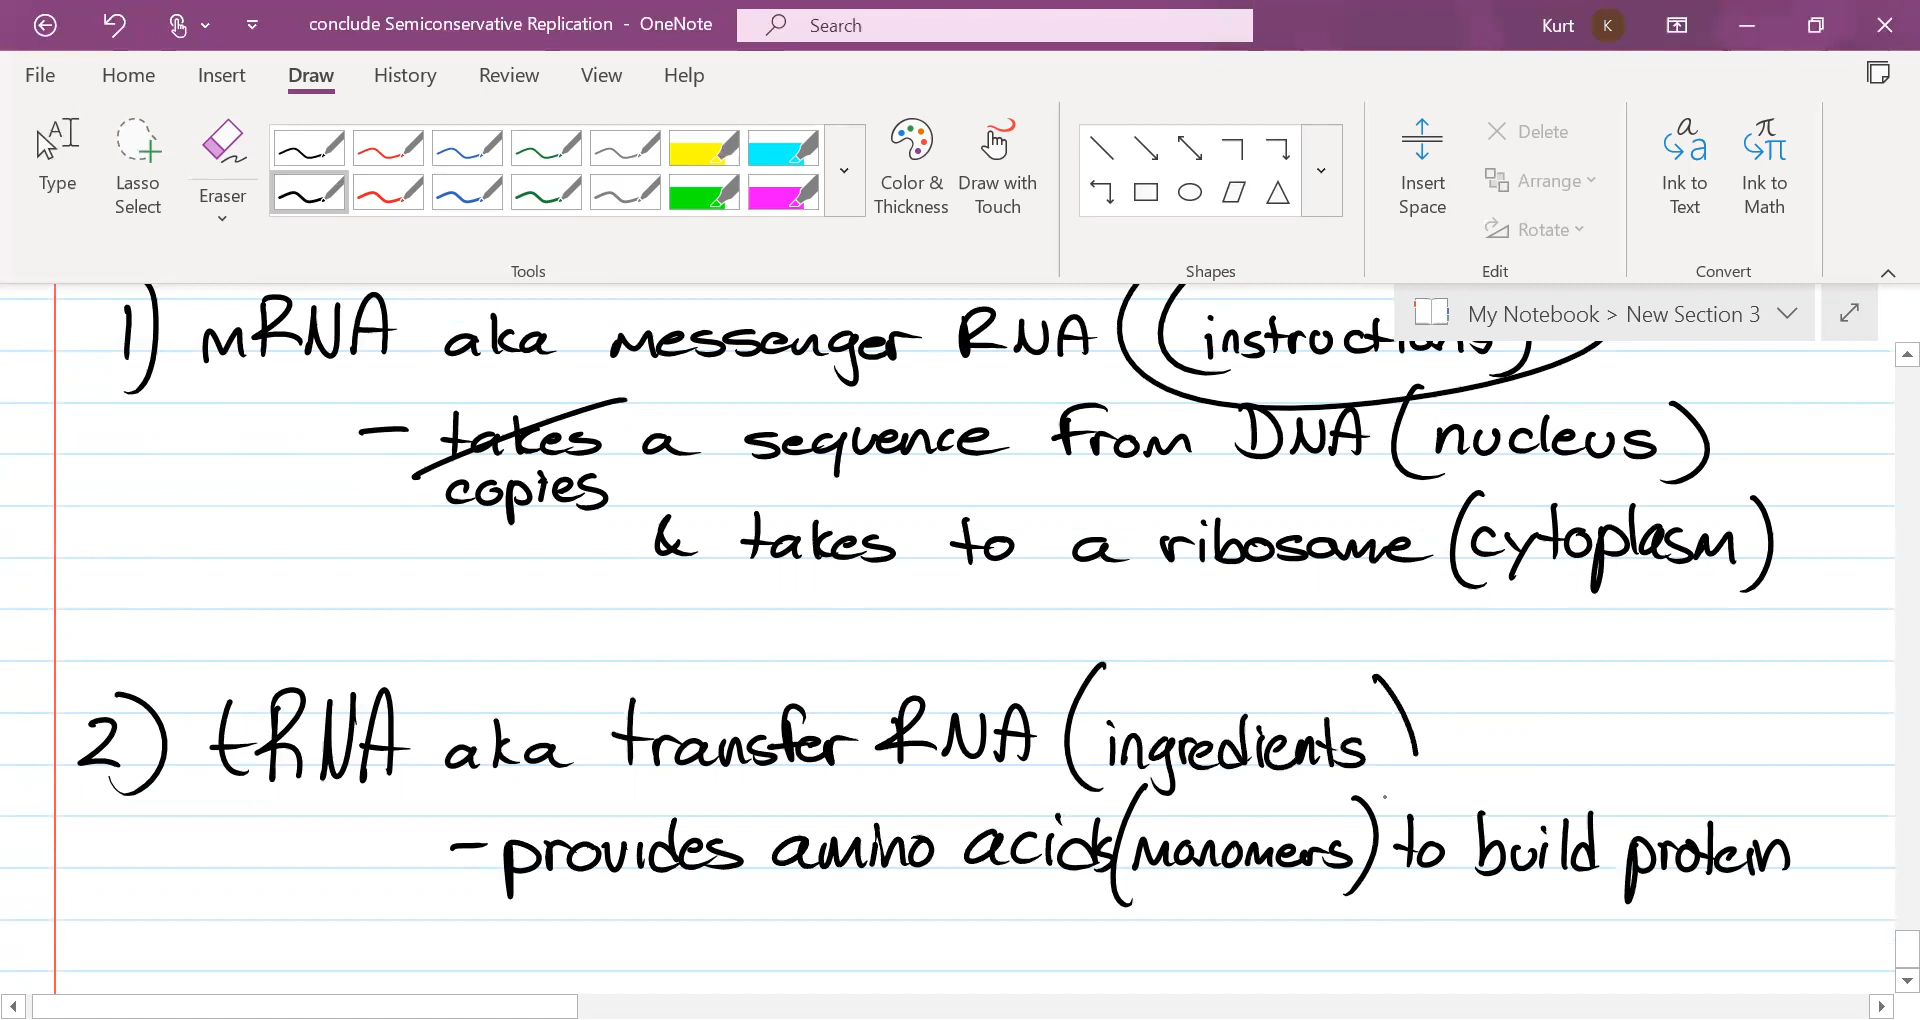 conclude Semiconservative Replication - OneNote
Search
Kurt K
File Home Insert Draw History Review View Help
Type
Lasso Select
Eraser
Color & Thickness
Draw with Touch
Insert Space
Delete
Arrange
Rotate
Ink to Text
Ink to Math
Tools Shapes Edit Convert
My Notebook > New Section 3
1) mRNA aka messenger RNA ((instructions)
- takes a sequence from DNA (nucleus)
copies
& takes to a ribosome (cytoplasm)
2) tRNA aka transfer RNA (ingredients)
- provides amino acids (monomers) to build protein